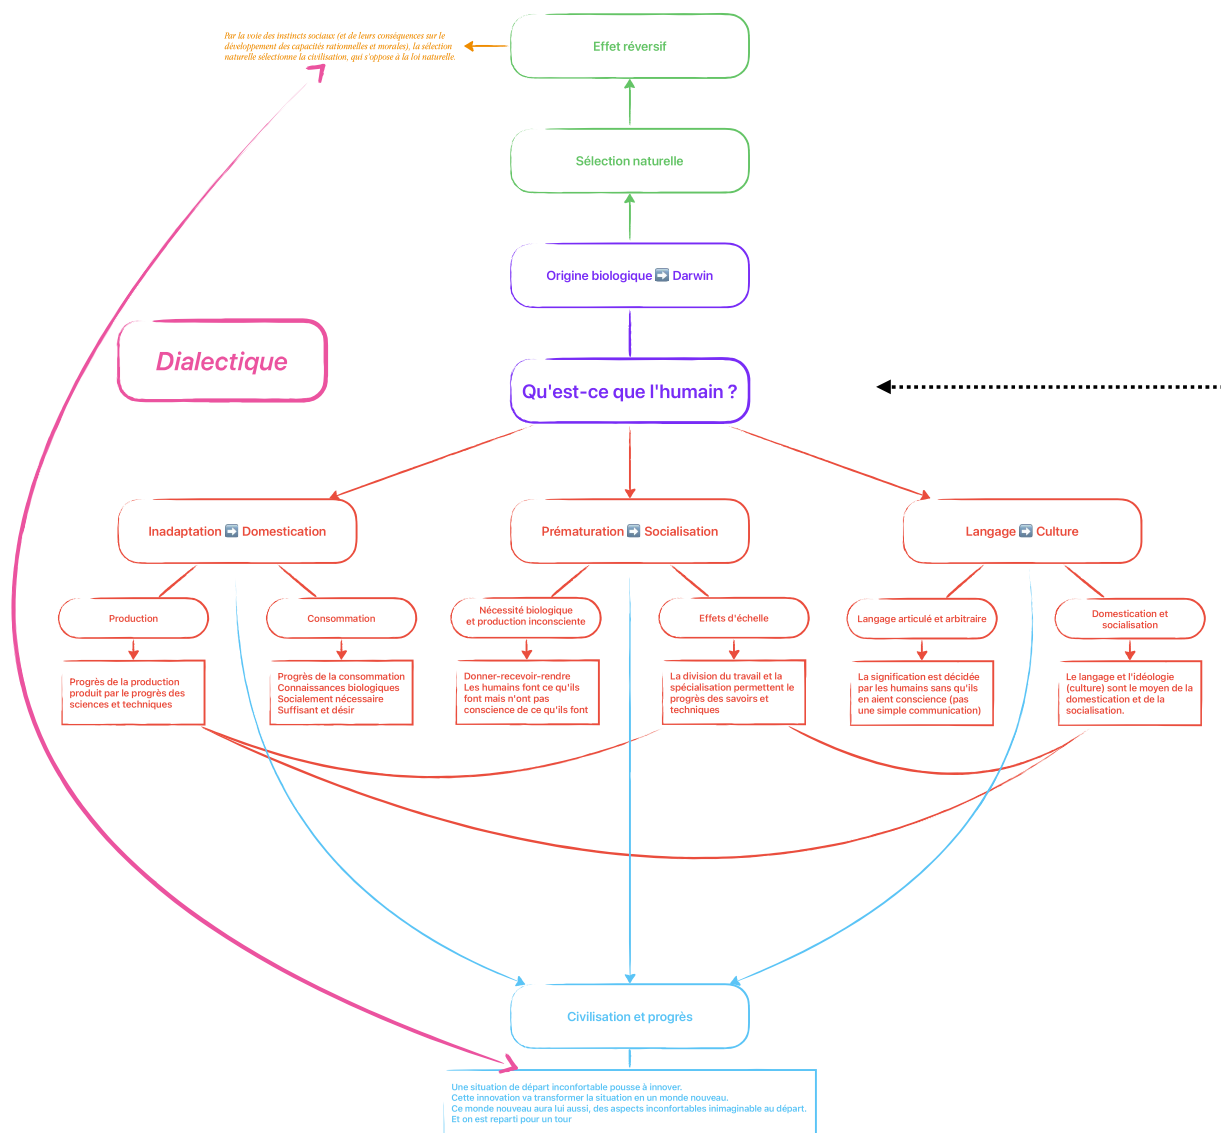 Par la voie des instincts sociaux (et de leurs conséquences sur le
développement des capacités rationnelles et morales), la sélection
naturelle sélectionne la civilisation, qui s'oppose à la loi naturelle.
Effet réversif
Sélection naturelle
Origine biologique ➡️ Darwin
Dialectique
Qu'est-ce que l'humain ?
Inadaptation ➡️ Domestication
Prématuration ➡️ Socialisation
Langage ➡️ Culture
Production
Consommation
Nécessité biologique
et production inconsciente
Effets d'échelle
Langage articulé et arbitraire
Domestication et
socialisation
Progrès de la production
produit par le progrès des
sciences et techniques
Progrès de la consommation
Connaissances biologiques
Socialement nécessaire
Suffisant et désir
Donner-recevoir-rendre
Les humains font ce qu'ils
font mais n'ont pas
conscience de ce qu'ils font
La division du travail et la
spécialisation permettent le
progrès des savoirs et
techniques
La signification est décidée
par les humains sans qu'ils
en aient conscience (pas
une simple communication)
Le langage et l'idéologie
(culture) sont le moyen de la
domestication et de la
socialisation.
Civilisation et progrès
Une situation de départ inconfortable pousse à innover.
Cette innovation va transformer la situation en un monde nouveau.
Ce monde nouveau aura lui aussi, des aspects inconfortables inimaginable au départ.
Et on est reparti pour un tour